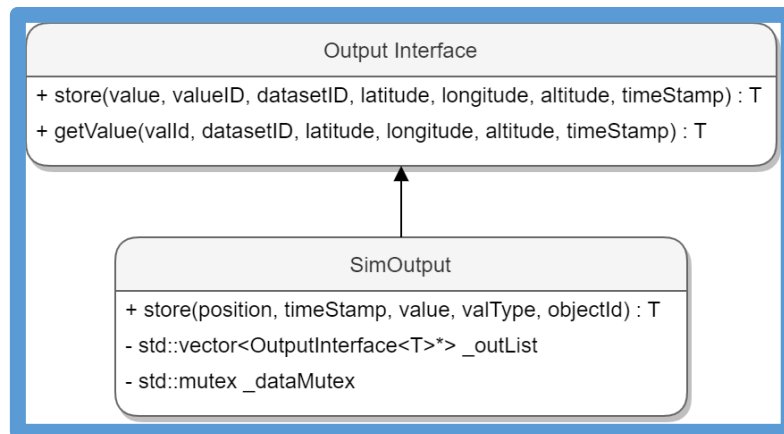 Output Interface
+ store(value, valueID, datasetID, latitude, longitude, altitude, timeStamp) : T
+ getValue(valId, datasetID, latitude, longitude, altitude, timeStamp) : T
SimOutput
+ store(position, timeStamp, value, valType, objectId) : T
- std::vector<OutputInterface<T>*> _outList
- std::mutex _dataMutex